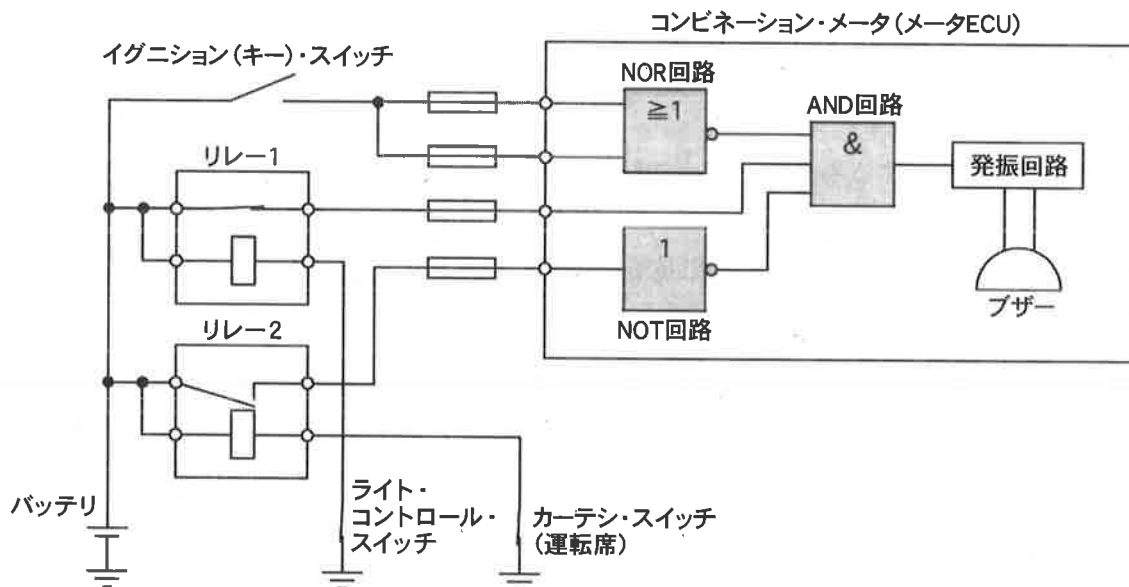 コンビネーション・メータ(メータECU)
イグニション(キー)・スイッチ
NOR回路
≧1
AND回路
&
発振回路
リレー1
1
ブザー
NOT回路
リレー2
バッテリ
ライト・
コントロール・
スイッチ
カーテシ・スイッチ
(運転席)